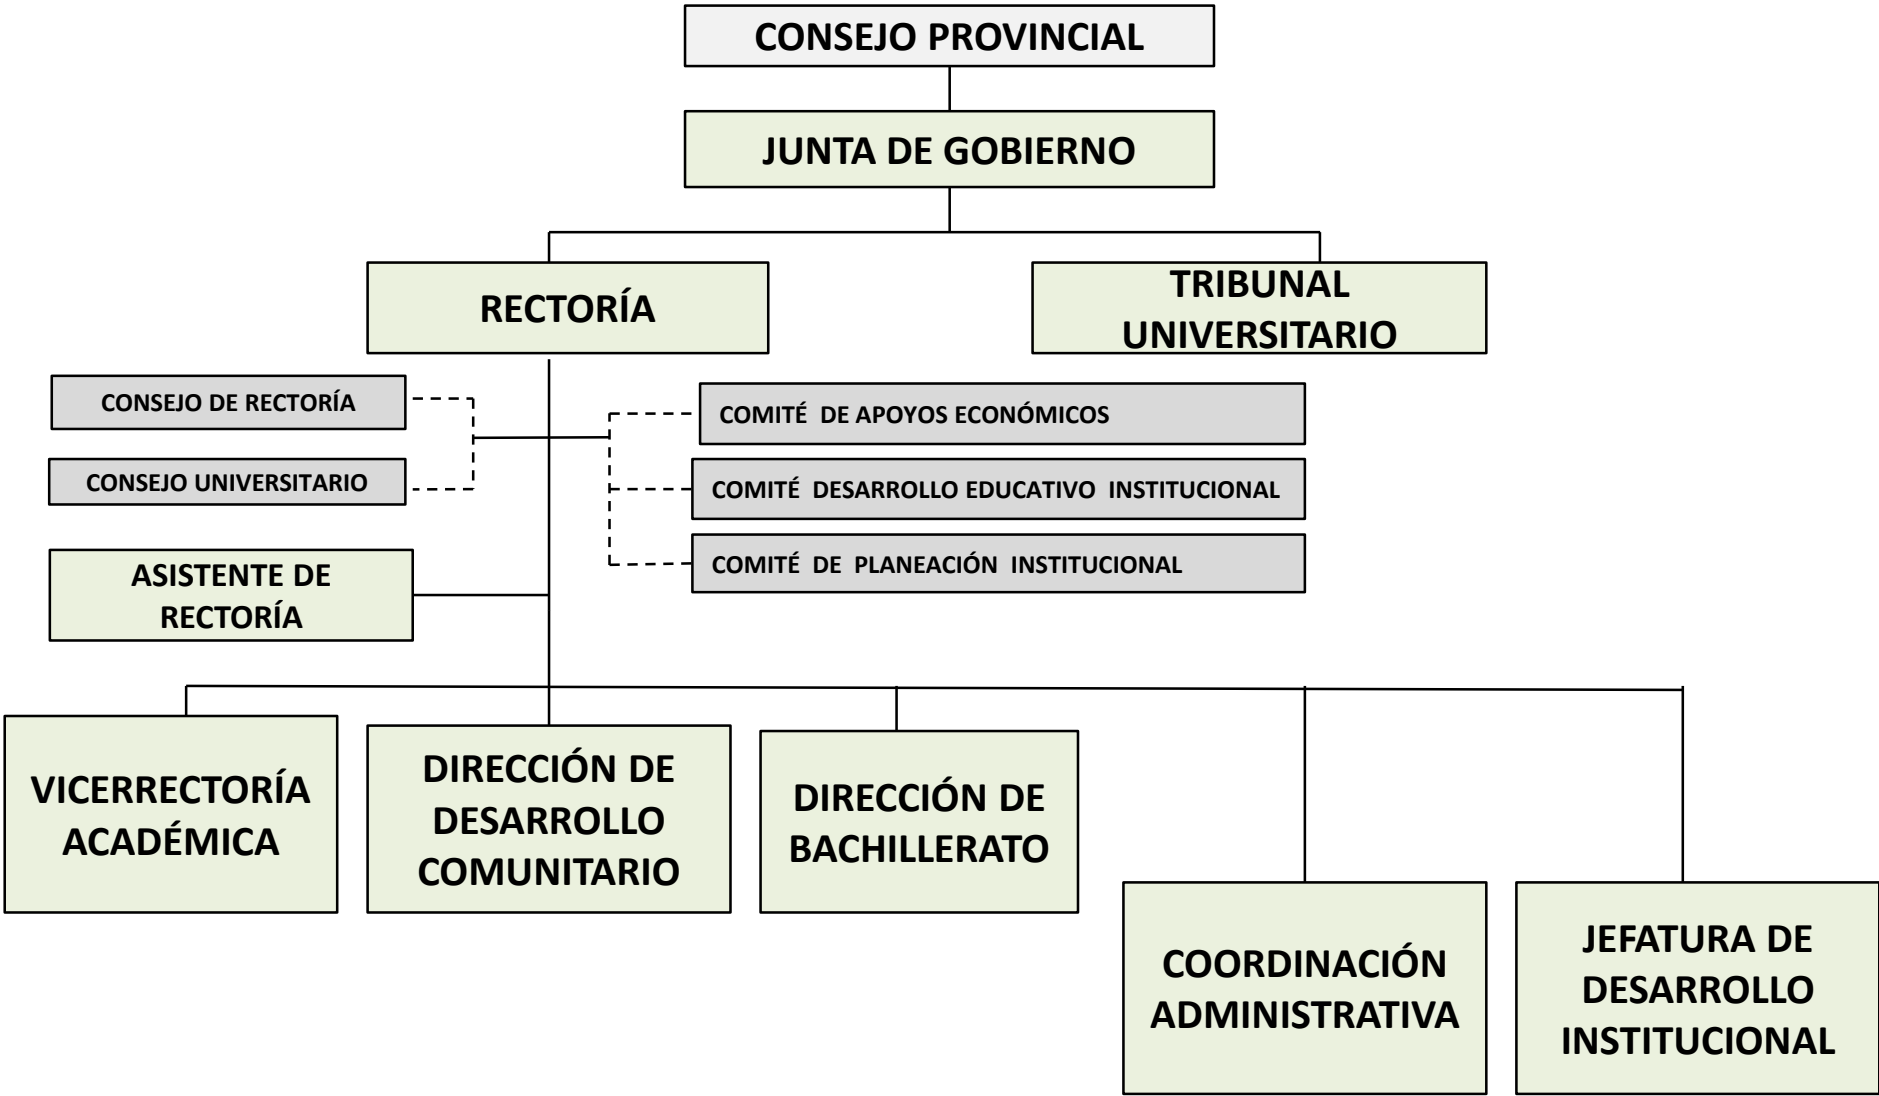 CONSEJO PROVINCIAL
JUNTA DE GOBIERNO
RECTORÍA
TRIBUNAL
UNIVERSITARIO
CONSEJO DE RECTORÍA
CONSEJO UNIVERSITARIO
COMITÉ DE APOYOS ECONÓMICOS
COMITÉ DESARROLLO EDUCATIVO INSTITUCIONAL
COMITÉ DE PLANEACIÓN INSTITUCIONAL
ASISTENTE DE
RECTORÍA
VICERRECTORÍA
ACADÉMICA
DIRECCIÓN DE
DESARROLLO
COMUNITARIO
DIRECCIÓN DE
BACHILLERATO
COORDINACIÓN
ADMINISTRATIVA
JEFATURA DE
DESARROLLO
INSTITUCIONAL